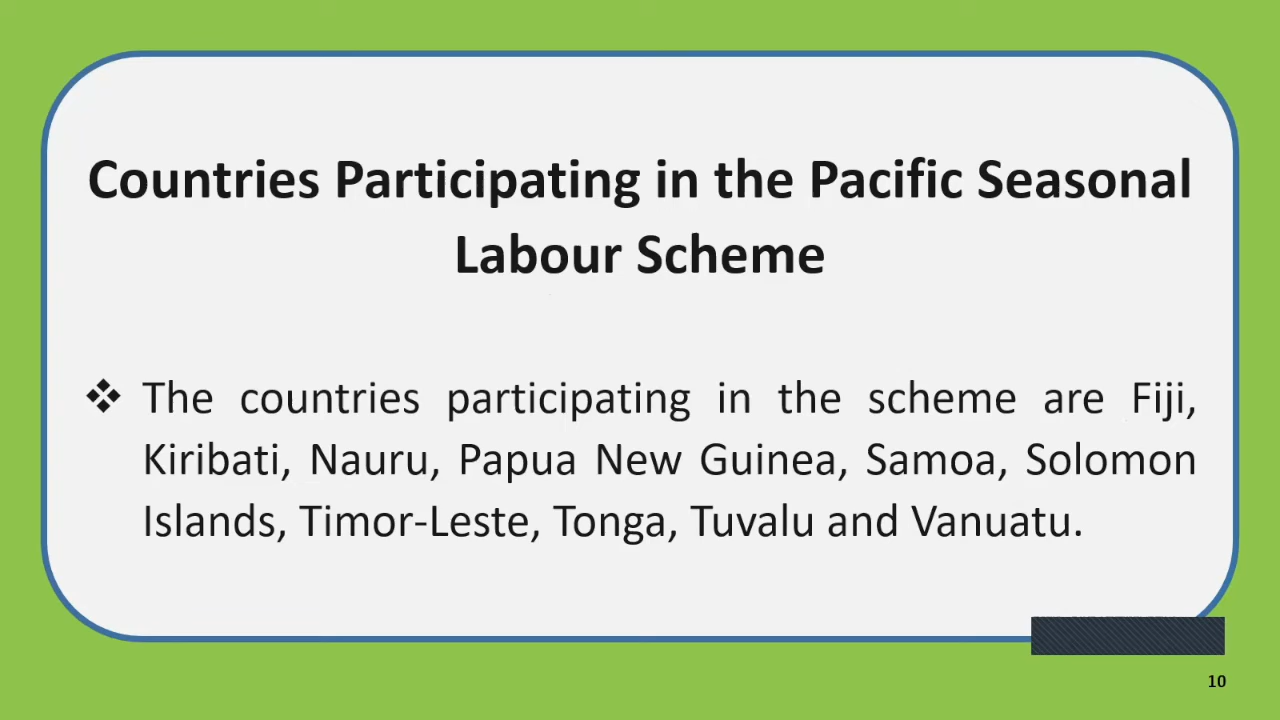 Countries Participating in the Pacific Seasonal
Labour Scheme
❖ The countries participating in the scheme are Fiji,
Kiribati, Nauru, Papua New Guinea, Samoa, Solomon
Islands, Timor-Leste, Tonga, Tuvalu and Vanuatu.
10